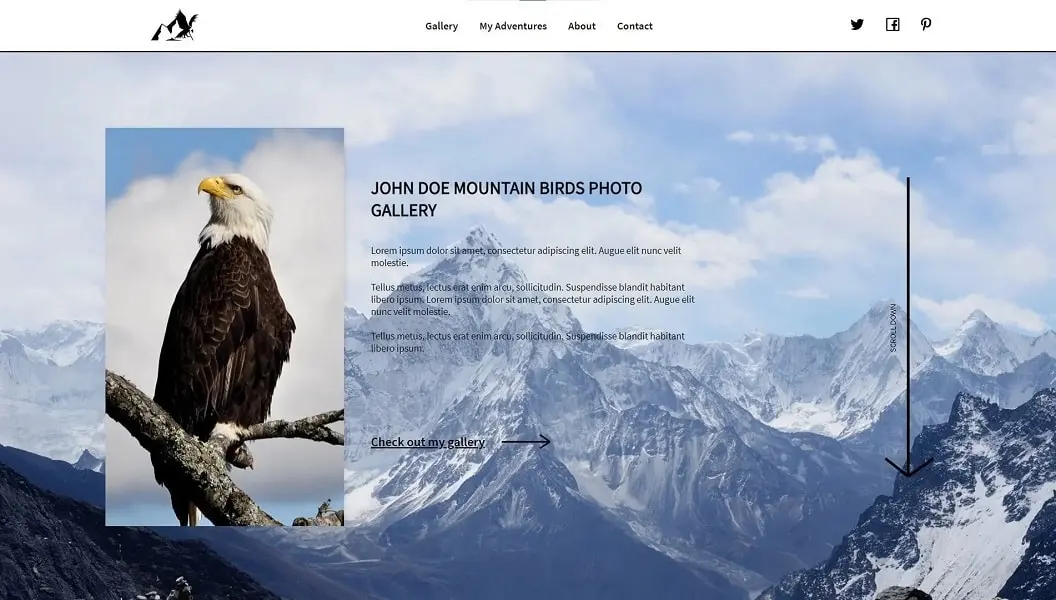 Gallery My Adventures About Contact
JOHN DOE MOUNTAIN BIRDS PHOTO
GALLERY
Lorem ipsum dolor sit amet, consectetur adipiscing elit. Augue elit nunc velit
molestie.
Tellus metus, lectus erat enim arcu, sollicitudin. Suspendisse blandit habitant
libero ipsum. Lorem ipsum dolor sit amet, consectetur adipiscing elit. Augue elit
nunc velit molestie.
Tellus metus, lectus erat enim arcu, sollicitudin. Suspendisse blandit habitant
libero ipsum.
Check out my gallery
SCROLL DOWN